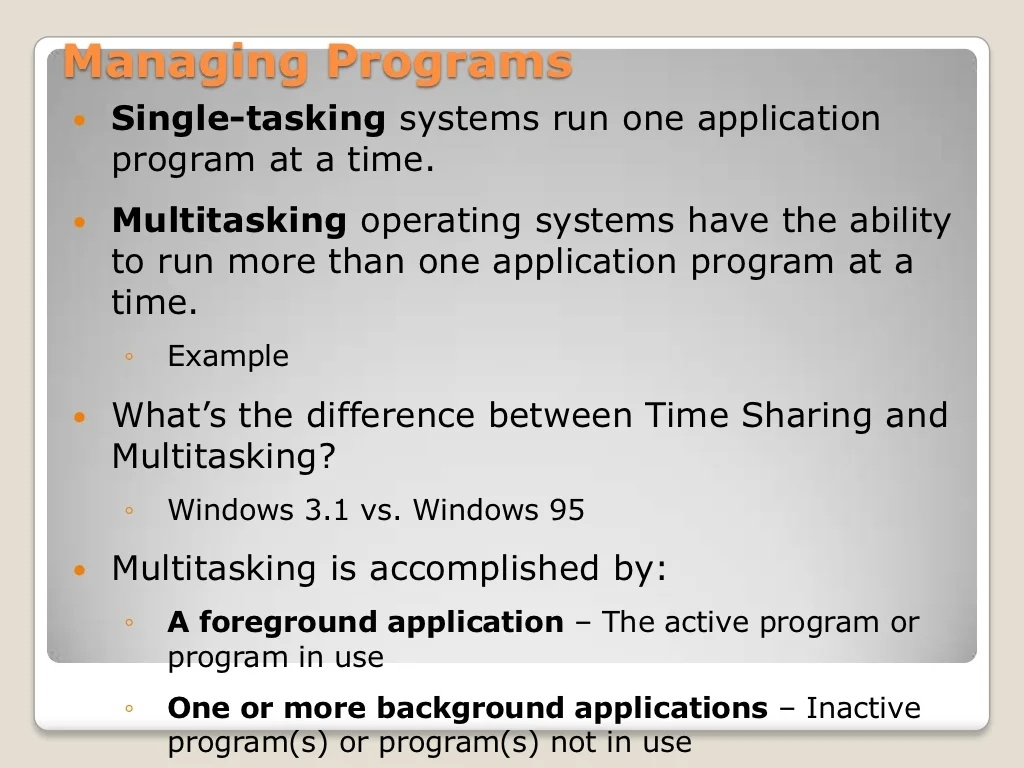 Managing Programs
• Single-tasking systems run one application
program at a time.
• Multitasking operating systems have the ability
to run more than one application program at a
time.
◦ Example
• What’s the difference between Time Sharing and
Multitasking?
◦ Windows 3.1 vs. Windows 95
• Multitasking is accomplished by:
◦ A foreground application – The active program or
program in use
◦ One or more background applications – Inactive
program(s) or program(s) not in use